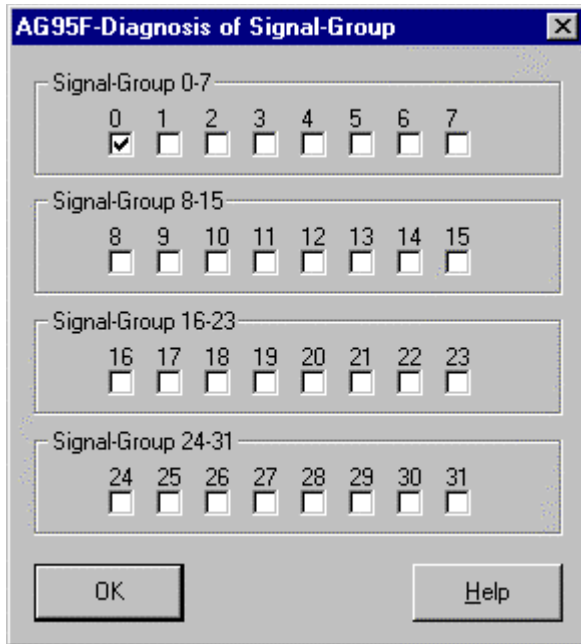 AG95F-Diagnosis of Signal-Group
Signal-Group 0-7
0 1 2 3 4 5 6 7
Signal-Group 8-15
8 9 10 11 12 13 14 15
Signal-Group 16-23
16 17 18 19 20 21 22 23
Signal-Group 24-31
24 25 26 27 28 29 30 31
OK Help